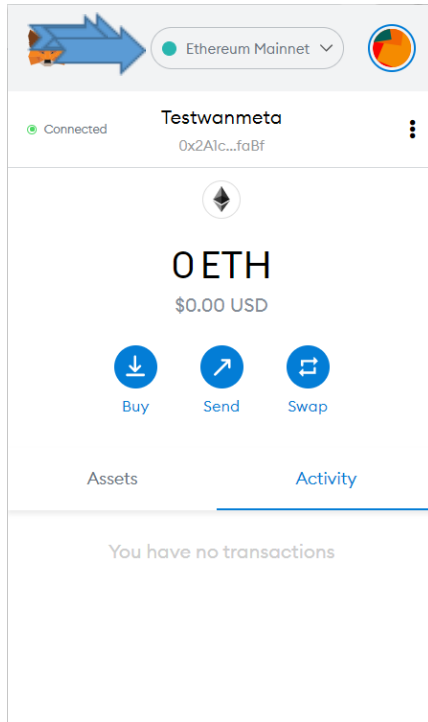 Ethereum Mainnet
Connected
Testwanmeta
0x2A1c...faBf
0 ETH
$0.00 USD
Buy
Send
Swap
Assets
Activity
You have no transactions